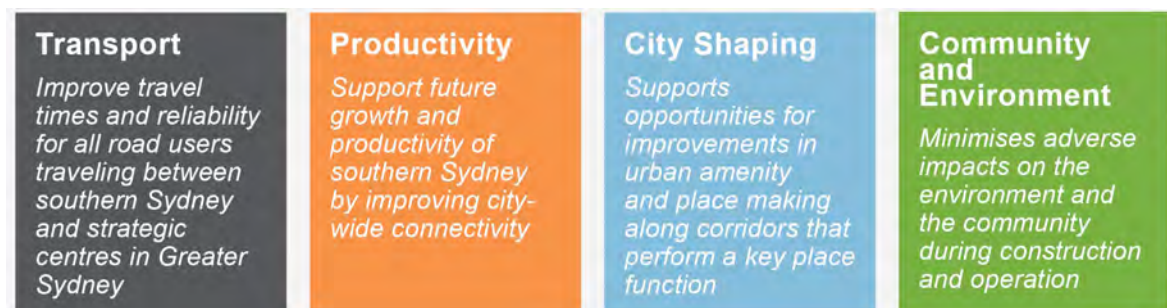 Transport
Improve travel
times and reliability
for all road users
traveling between
southern Sydney
and strategic
centres in Greater
Sydney
Productivity
Support future
growth and
productivity of
southern Sydney
by improving city-
wide connectivity
City Shaping
Supports
opportunities for
improvements in
urban amenity
and place making
along corridors that
perform a key place
function
Community
and
Environment
Minimises adverse
impacts on the
environment and
the community
during construction
and operation